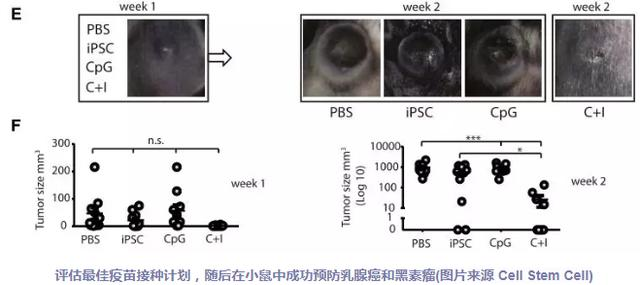 E
week 1
week 2
PBS
iPSC
CpG
C+I
PBS
iPSC
CpG
C+I
F
Tumor size mm³
300
200
100
0
n.s.
week 1
PBS
iPSC
CpG
C+I
Tumor size mm³
(Log 10)
10000
1000
100
10
1
0
***
*
week 2
PBS
iPSC
CpG
C+I
评估最佳疫苗接种计划，随后在小鼠中成功预防乳腺癌和黑素瘤(图片来源 Cell Stem Cell)